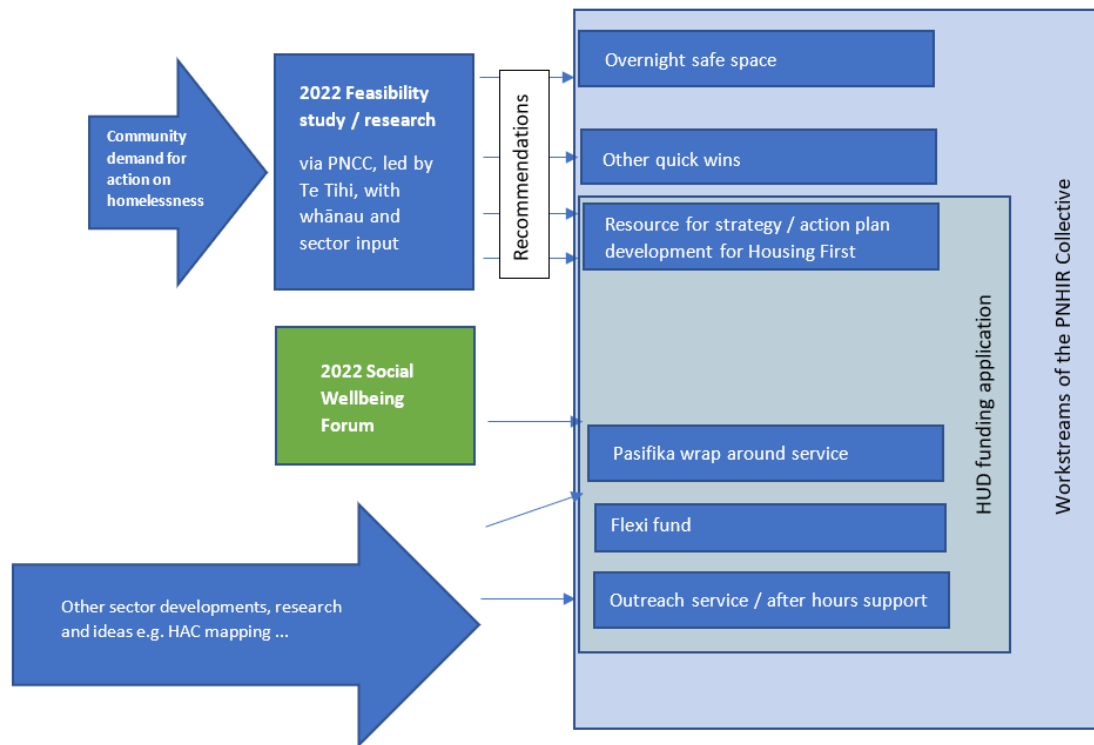 Community
demand for
action on
homelessness
2022 Feasibility
study / research
via PNCC, led by
Te Tihi, with
whānau and
sector input
Recommendations
Overnight safe space
Other quick wins
Resource for strategy / action plan
development for Housing First
2022 Social
Wellbeing
Forum
Pasifika wrap around service
Flexi fund
Other sector developments, research
and ideas e.g. HAC mapping ...
Outreach service / after hours support
HUD funding application
Workstreams of the PNHIR Collective